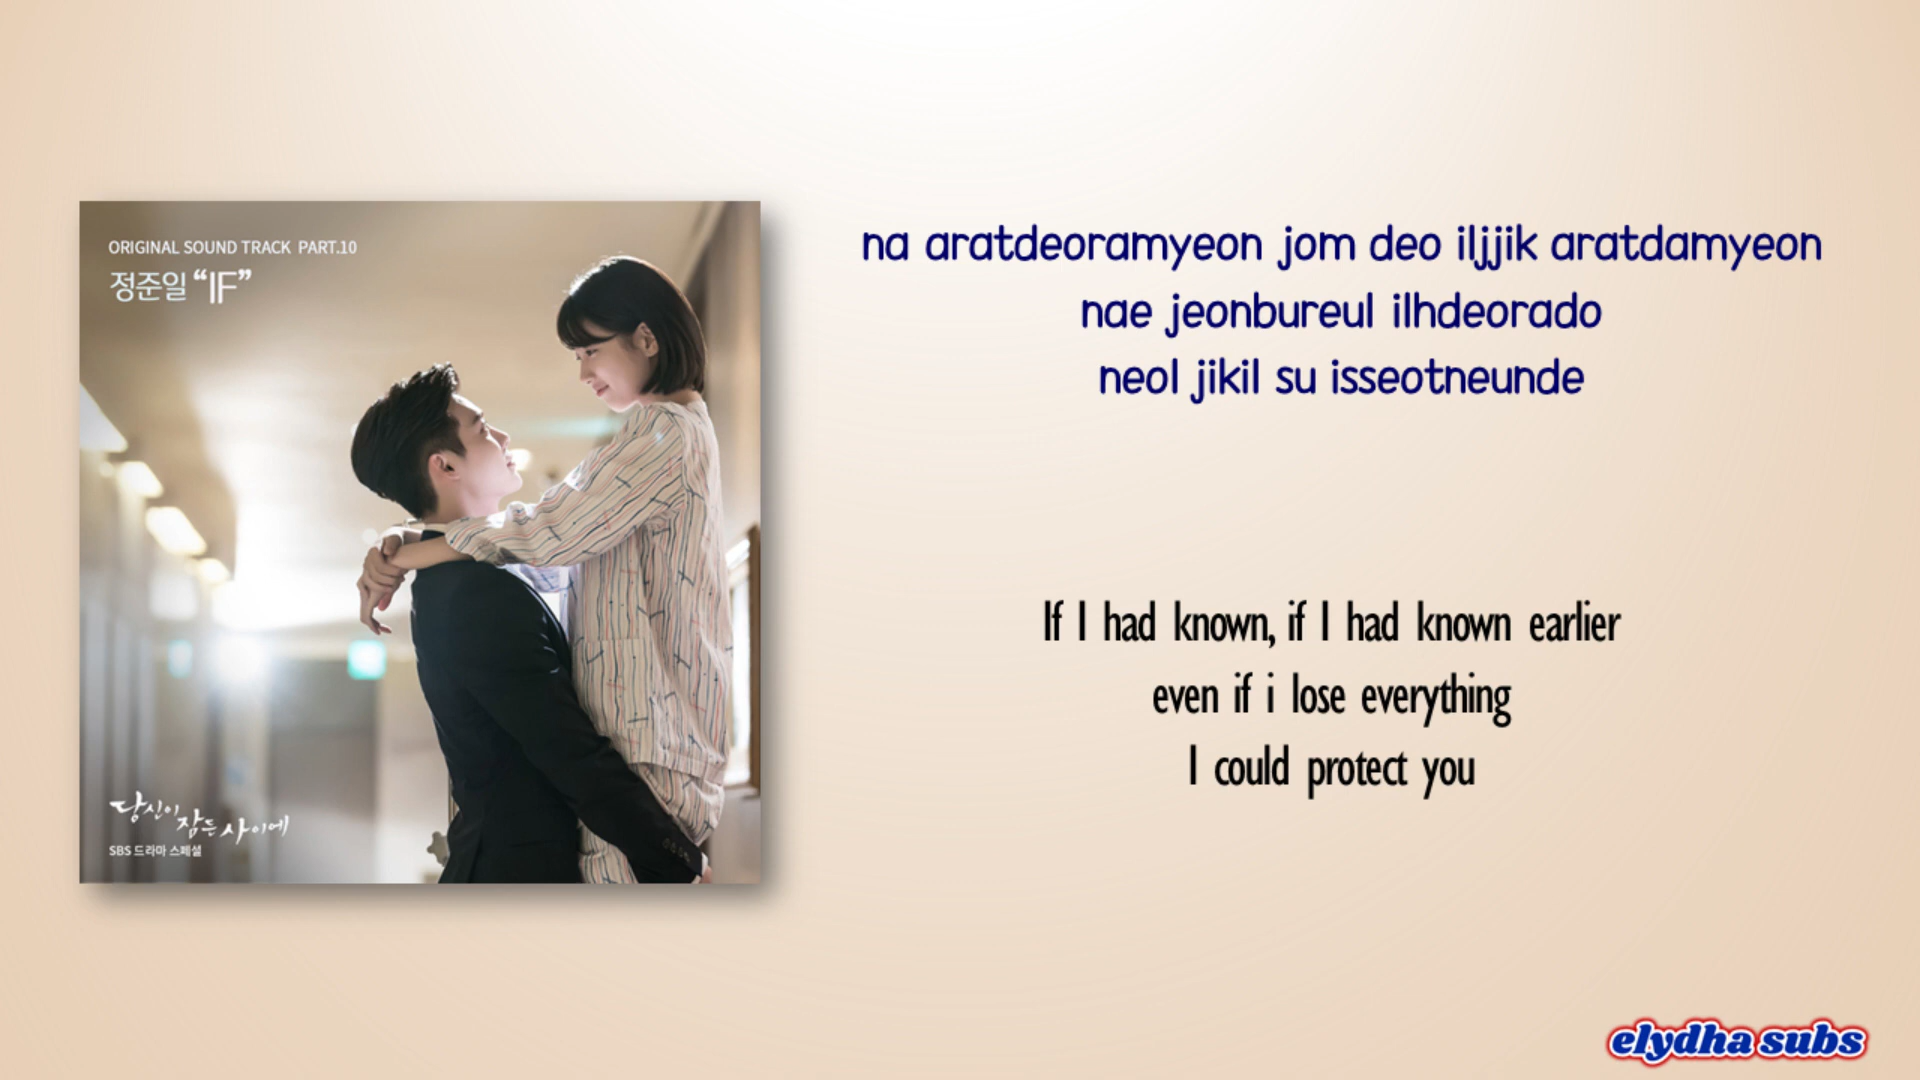 ORIGINAL SOUND TRACK PART.10
정준일 “IF”
당신이 잠든 사이에
SBS 드라마 스페셜
na aratdeoramyeon jom deo iljjik aratdamyeon
nae jeonbureul ilhdeorado
neol jikil su isseotneunde
If I had known, if I had known earlier
even if i lose everything
I could protect you
elydha subs